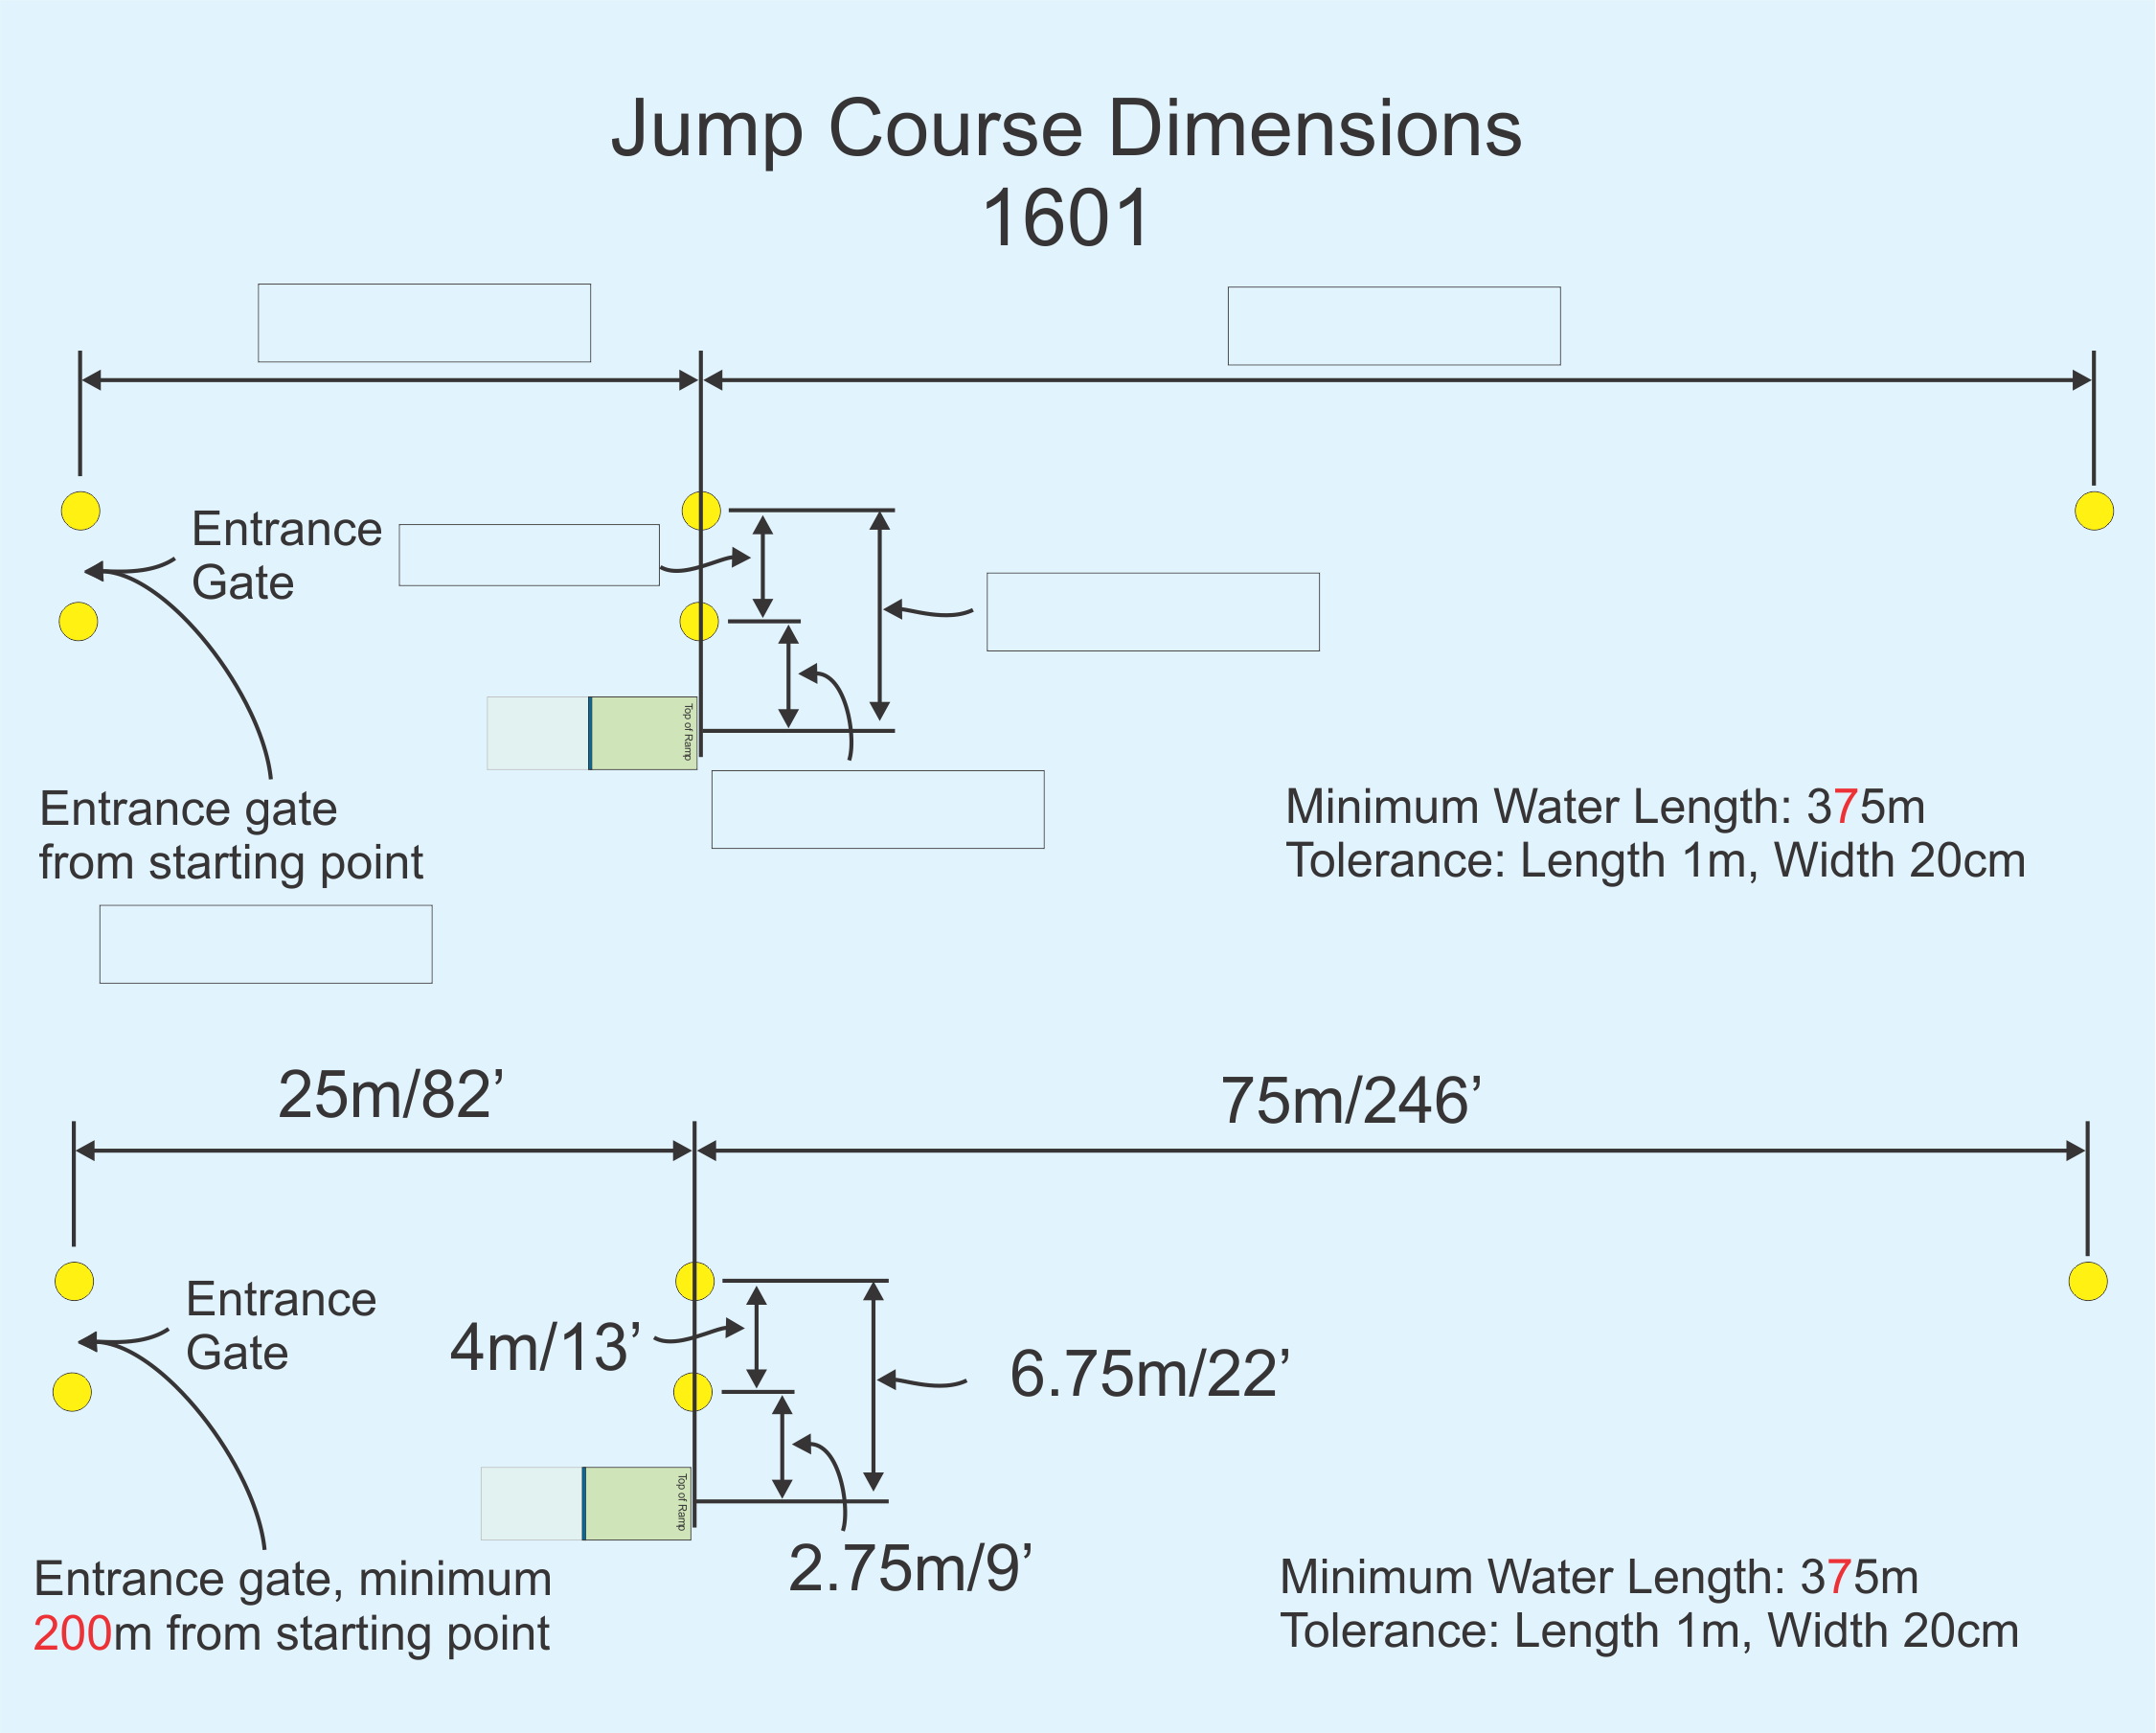 Jump Course Dimensions
1601
Entrance
Gate
Top of Ramp
Entrance gate
from starting point
Minimum Water Length: 375m
Tolerance: Length 1m, Width 20cm
25m/82’
75m/246’
Entrance
Gate
4m/13’
6.75m/22’
Top of Ramp
2.75m/9’
Entrance gate, minimum
200m from starting point
Minimum Water Length: 375m
Tolerance: Length 1m, Width 20cm